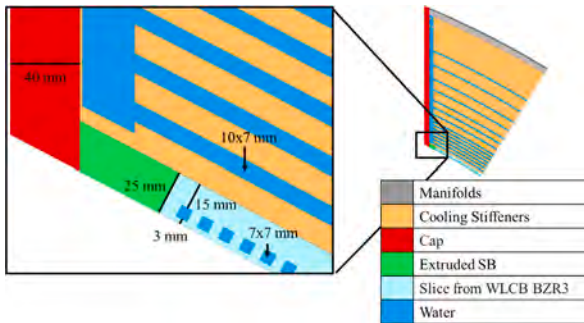 40 mm
10x7 mm
25 mm
15 mm
3 mm
7x7 mm
Manifolds
Cooling Stiffeners
Cap
Extruded SB
Slice from WLCB BZR3
Water